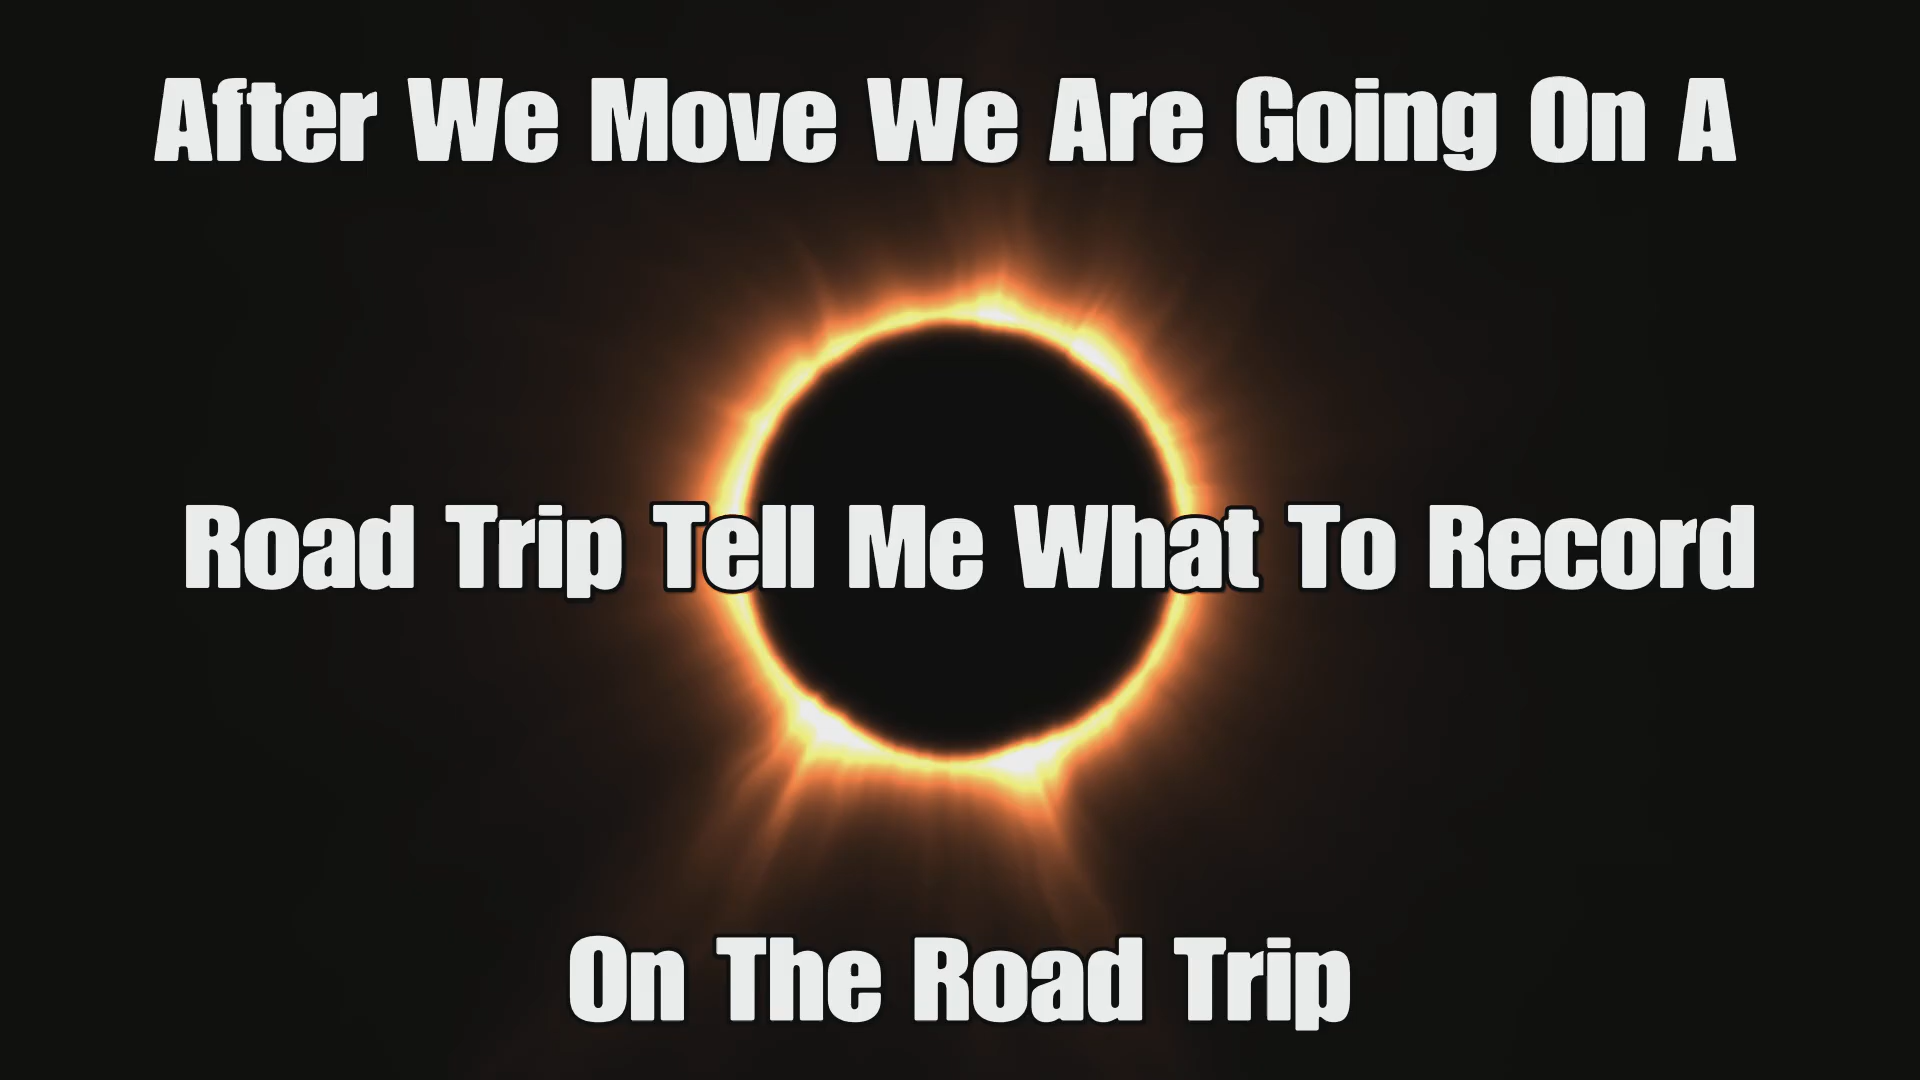 After We Move We Are Going On A
Road Trip Tell Me What To Record
On The Road Trip